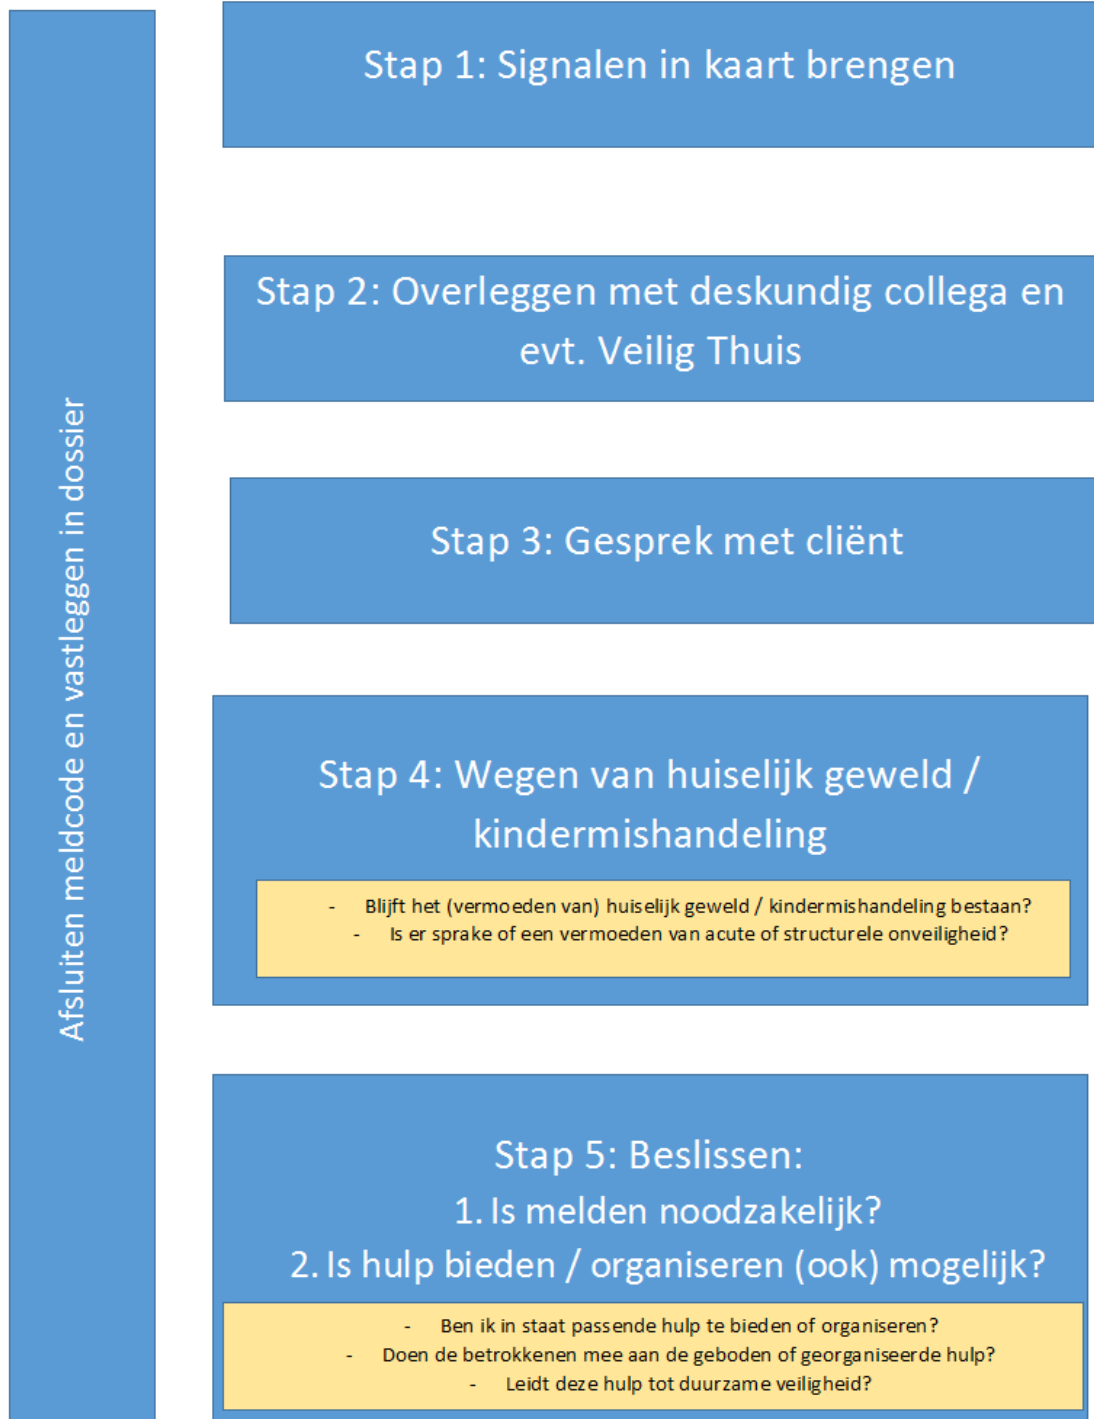 Afsluiten meldcode en vastleggen in dossier
Stap 1: Signalen in kaart brengen
Stap 2: Overleggen met deskundig collega en
evt. Veilig Thuis
Stap 3: Gesprek met cliënt
Stap 4: Wegen van huiselijk geweld /
kindermishandeling
- Blijft het (vermoeden van) huiselijk geweld / kindermishandeling bestaan?
- Is er sprake of een vermoeden van acute of structurele onveiligheid?
Stap 5: Beslissen:
1. Is melden noodzakelijk?
2. Is hulp bieden / organiseren (ook) mogelijk?
- Ben ik in staat passende hulp te bieden of organiseren?
- Doen de betrokkenen mee aan de geboden of georganiseerde hulp?
- Leidt deze hulp tot duurzame veiligheid?